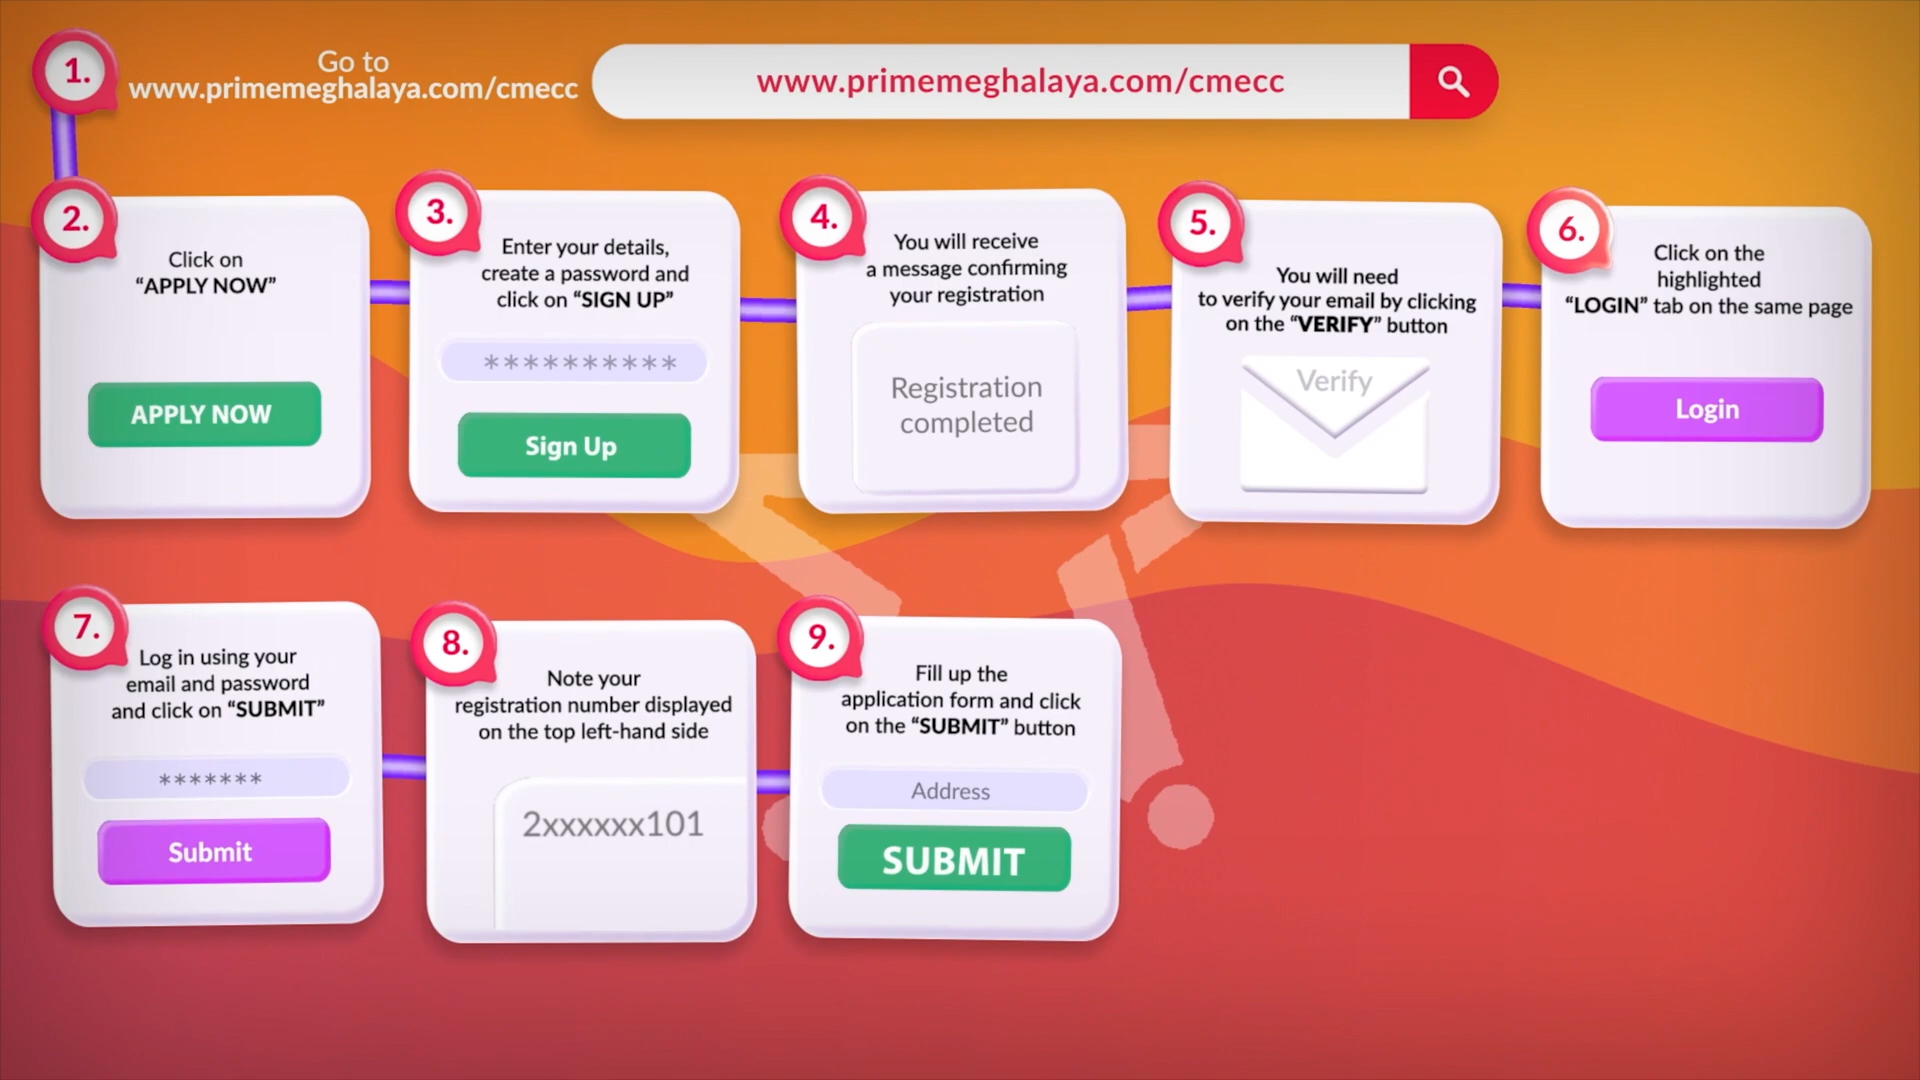 1.
Go to
www.primemeghalaya.com/cmecc
www.primemeghalaya.com/cmecc
2.
Click on
“APPLY NOW”
APPLY NOW
3.
Enter your details,
create a password and
click on “SIGN UP”
**********
Sign Up
4.
You will receive
a message confirming
your registration
Registration
completed
5.
You will need
to verify your email by clicking
on the “VERIFY” button
Verify
6.
Click on the
highlighted
“LOGIN” tab on the same page
Login
7.
Log in using your
email and password
and click on “SUBMIT”
*******
Submit
8.
Note your
registration number displayed
on the top left-hand side
2xxxxxx101
9.
Fill up the
application form and click
on the “SUBMIT” button
Address
SUBMIT